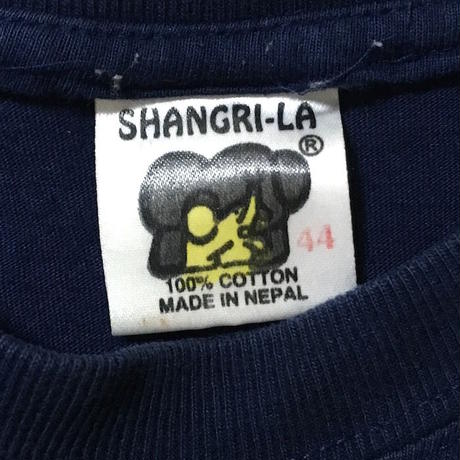 SHANGRI-LA
®
44
100% COTTON
MADE IN NEPAL